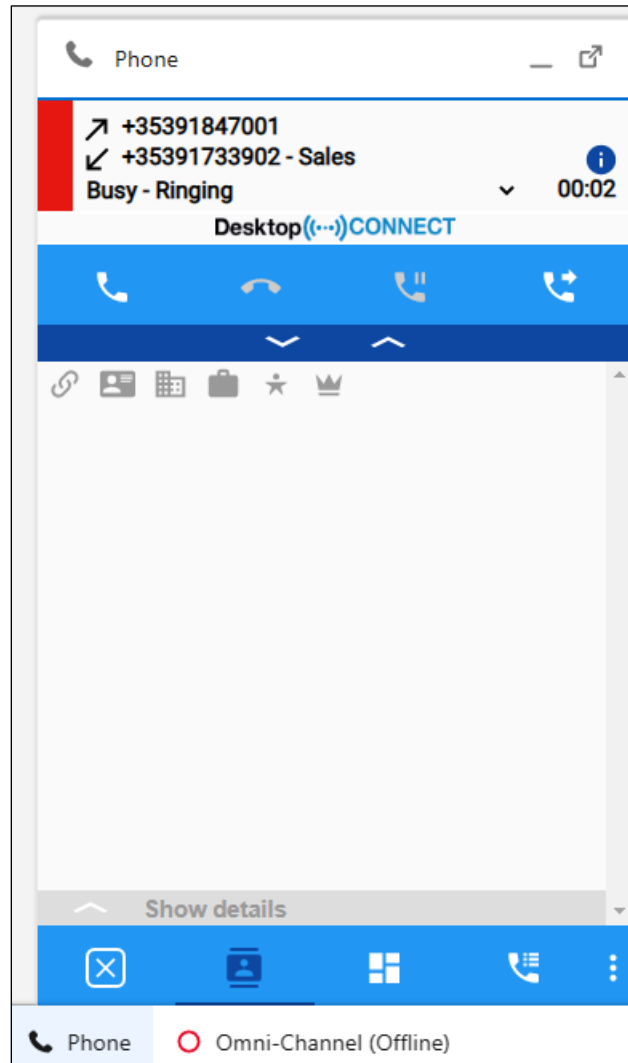 Phone
+35391847001
+35391733902 - Sales
Busy - Ringing 00:02
Desktop((···))CONNECT
Show details
Phone Omni-Channel (Offline)